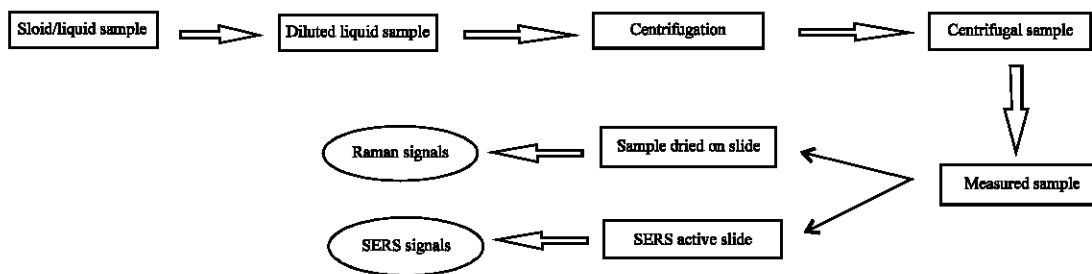 Sloid/liquid sample
Diluted liquid sample
Centrifugation
Centrifugal sample
Raman signals
Sample dried on slide
Measured sample
SERS signals
SERS active slide